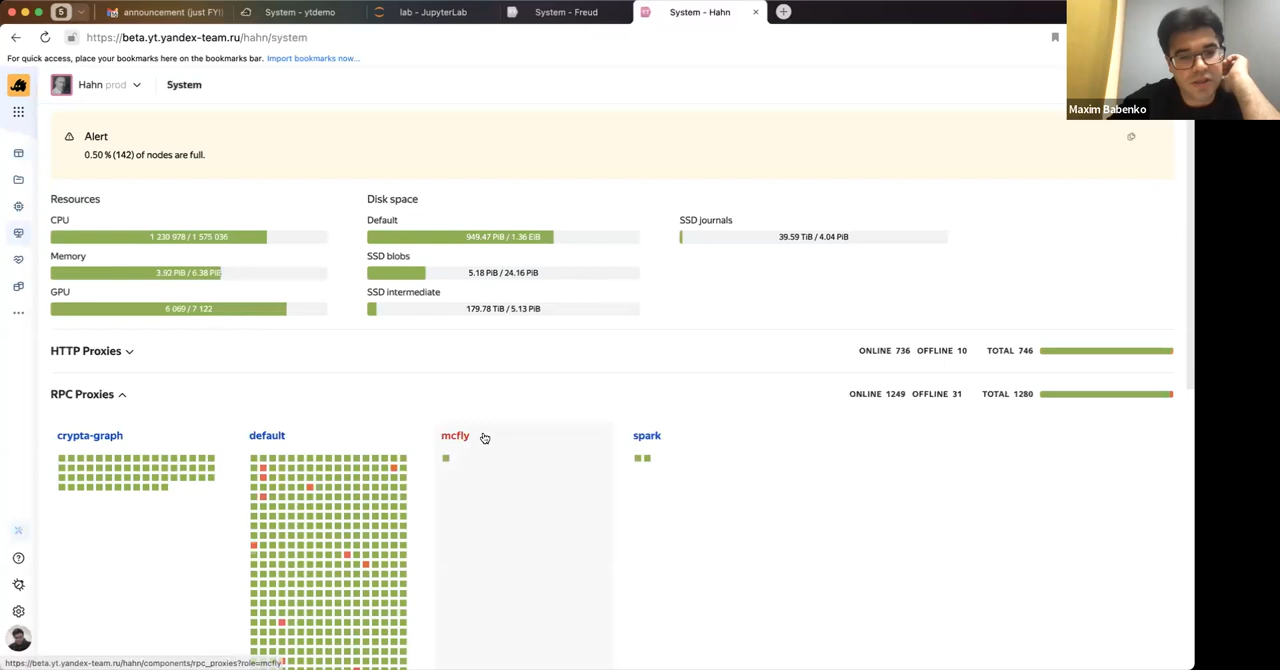 5
announcement (just FYI
System - ytdemo
lab - JupyterLab
System - Freud
System - Hahn
https://beta.yt.yandex-team.ru/hahn/system
For quick access, place your bookmarks here on the bookmarks bar. Import bookmarks now...
Hahn prod
System
Maxim Babenko
Alert
0.50 % (142) of nodes are full.
Resources
Disk space
CPU
Default
SSD journals
1 230 978 / 1 575 036
949.47 PiB / 1.36 EiB
39.59 TiB / 4.04 PiB
Memory
SSD blobs
3.92 PiB / 6.38 PiE
5.18 PiB / 24.16 PiB
GPU
SSD intermediate
6 069 / 7 122
179.78 TiB / 5.13 PiB
HTTP Proxies
ONLINE 736 OFFLINE 10 TOTAL 746
RPC Proxies
ONLINE 1249 OFFLINE 31 TOTAL 1280
crypta-graph
default
mcfly
spark
https://beta.yt.yandex-team.ru/hahn/components/rpc_proxies?role=mcfly